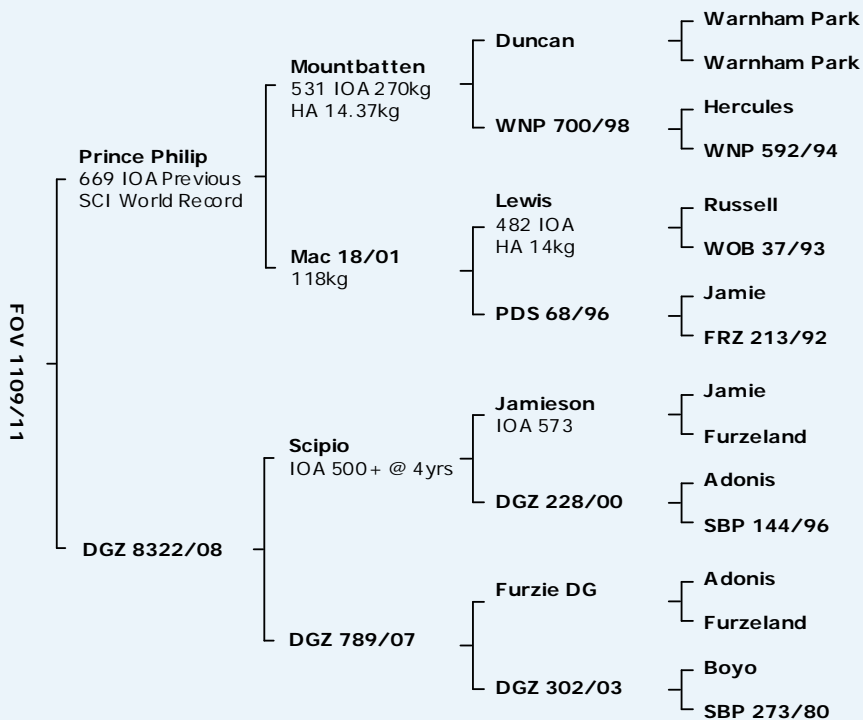 FOV 1109/11
Prince Philip
669 IOA Previous
SCI World Record
DGZ 8322/08
Mountbatten
531 IOA 270kg
HA 14.37kg
Mac 18/01
118kg
Scipio
IOA 500+ @ 4yrs
DGZ 789/07
Duncan
WNP 700/98
Lewis
482 IOA
HA 14kg
PDS 68/96
Jamieson
IOA 573
DGZ 228/00
Furzie DG
DGZ 302/03
Warnham Park
Warnham Park
Hercules
WNP 592/94
Russell
WOB 37/93
Jamie
FRZ 213/92
Jamie
Furzeland
Adonis
SBP 144/96
Adonis
Furzeland
Boyo
SBP 273/80